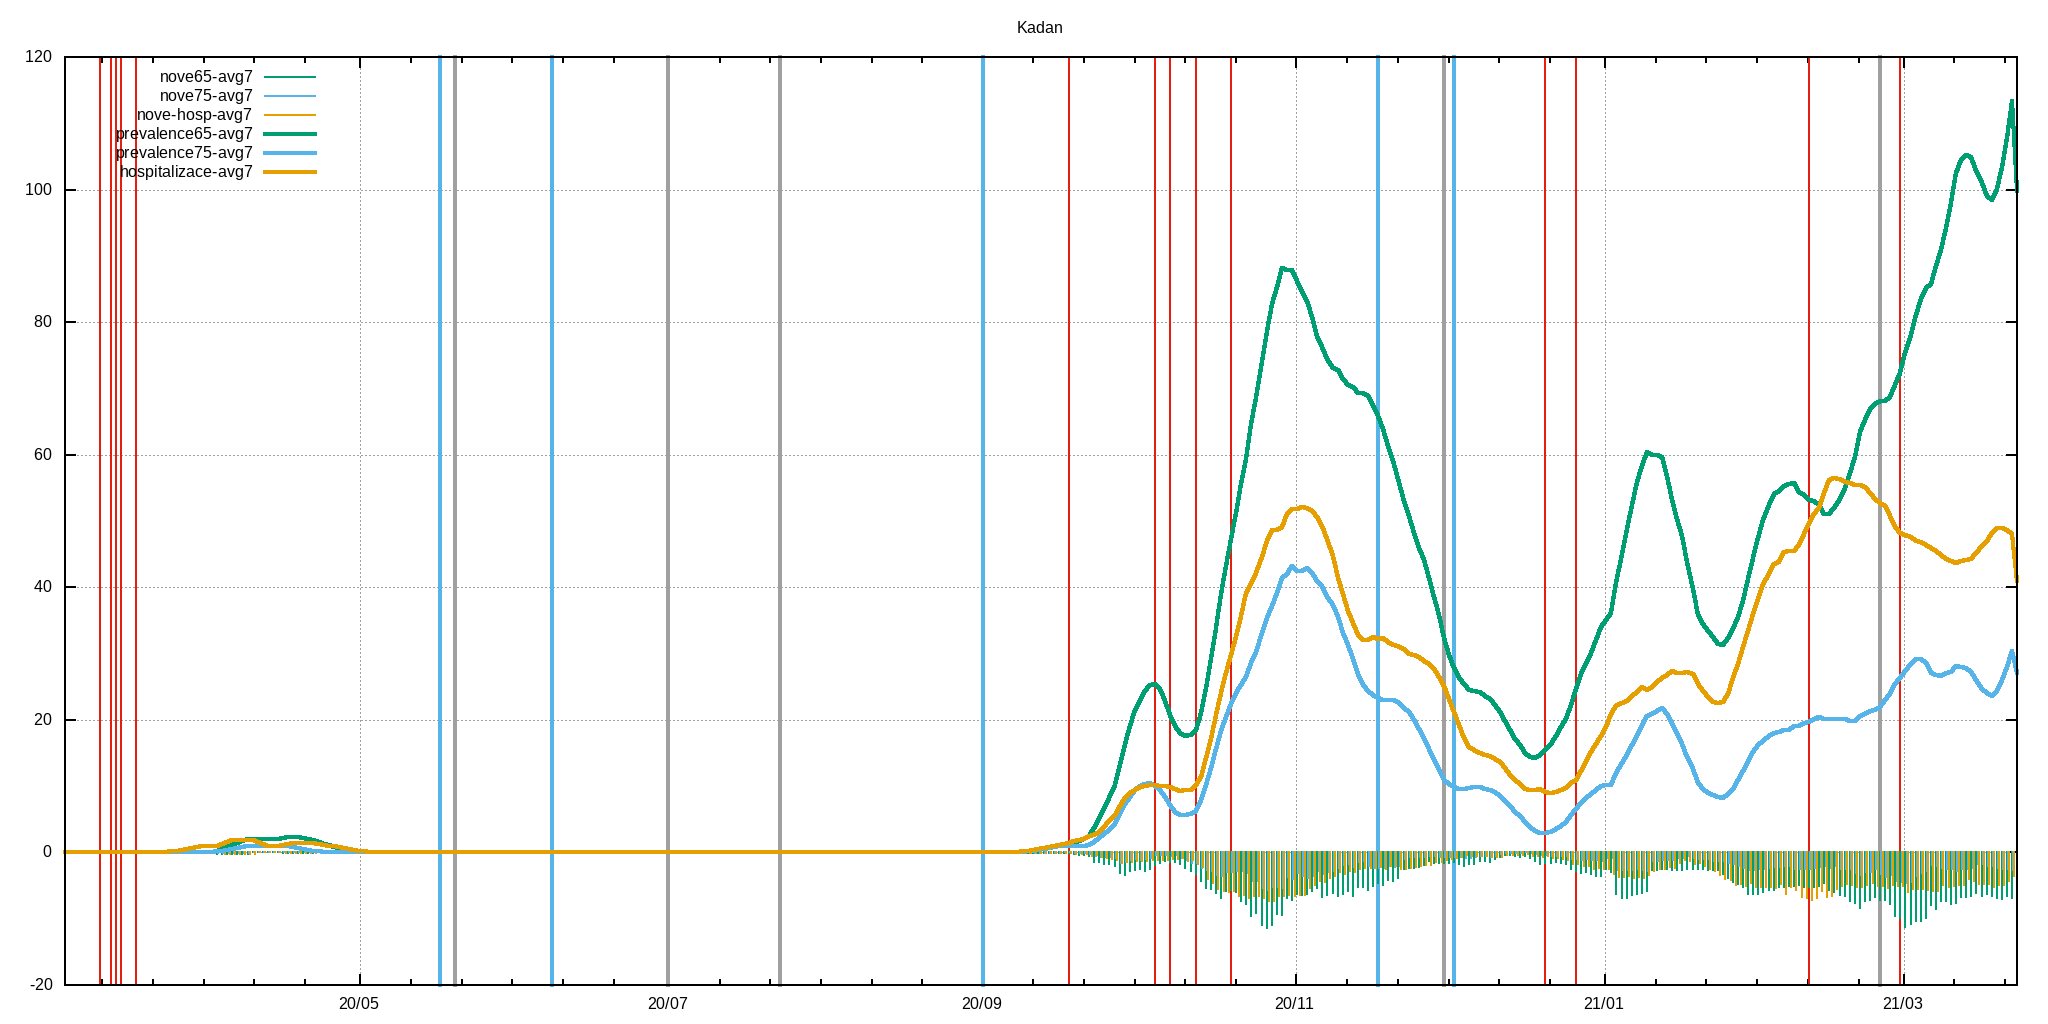 Kadan
120
nove65-avg7
nove75-avg7
nove-hosp-avg7
prevalence65-avg7
prevalence75-avg7
hospitalizace-avg7
100
80
60
40
20
0
-20
20/05 20/07 20/09 20/11 21/01 21/03